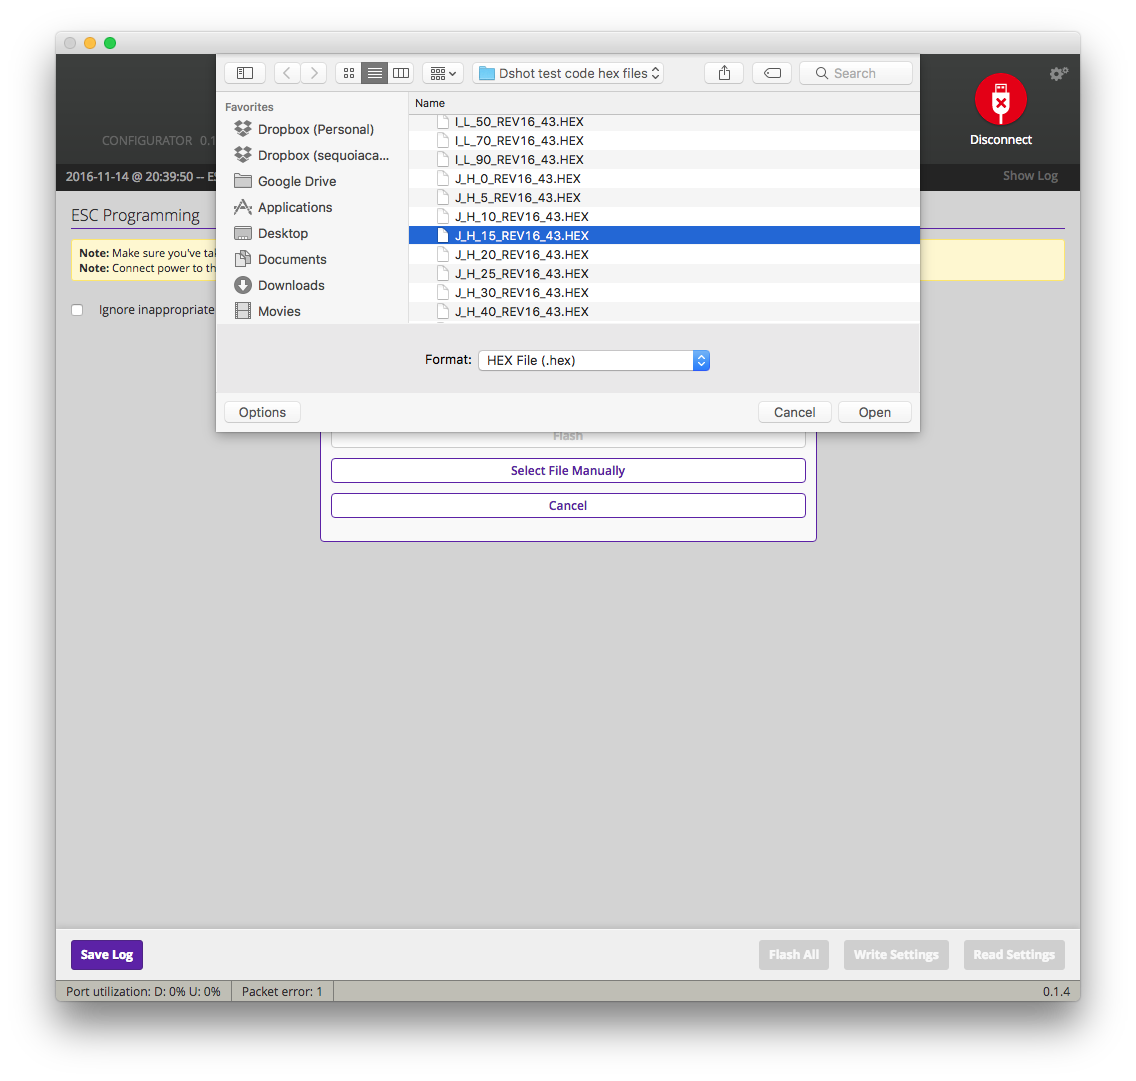 Dshot test code hex files
Search
Favorites
Dropbox (Personal)
Dropbox (sequoiaca...
Google Drive
Applications
Desktop
Documents
Downloads
Movies
Name
I_L_50_REV16_43.HEX
I_L_70_REV16_43.HEX
I_L_90_REV16_43.HEX
J_H_0_REV16_43.HEX
J_H_5_REV16_43.HEX
J_H_10_REV16_43.HEX
J_H_15_REV16_43.HEX
J_H_20_REV16_43.HEX
J_H_25_REV16_43.HEX
J_H_30_REV16_43.HEX
J_H_40_REV16_43.HEX
Format: HEX File (.hex)
Options
Cancel
Open
CONFIGURATOR 0.1
Disconnect
2016-11-14 @ 20:39:50 -- ES
Show Log
ESC Programming
Note: Make sure you've tak
Note: Connect power to th
Ignore inappropriate
Flash
Select File Manually
Cancel
Save Log
Flash All
Write Settings
Read Settings
Port utilization: D: 0% U: 0%
Packet error: 1
0.1.4